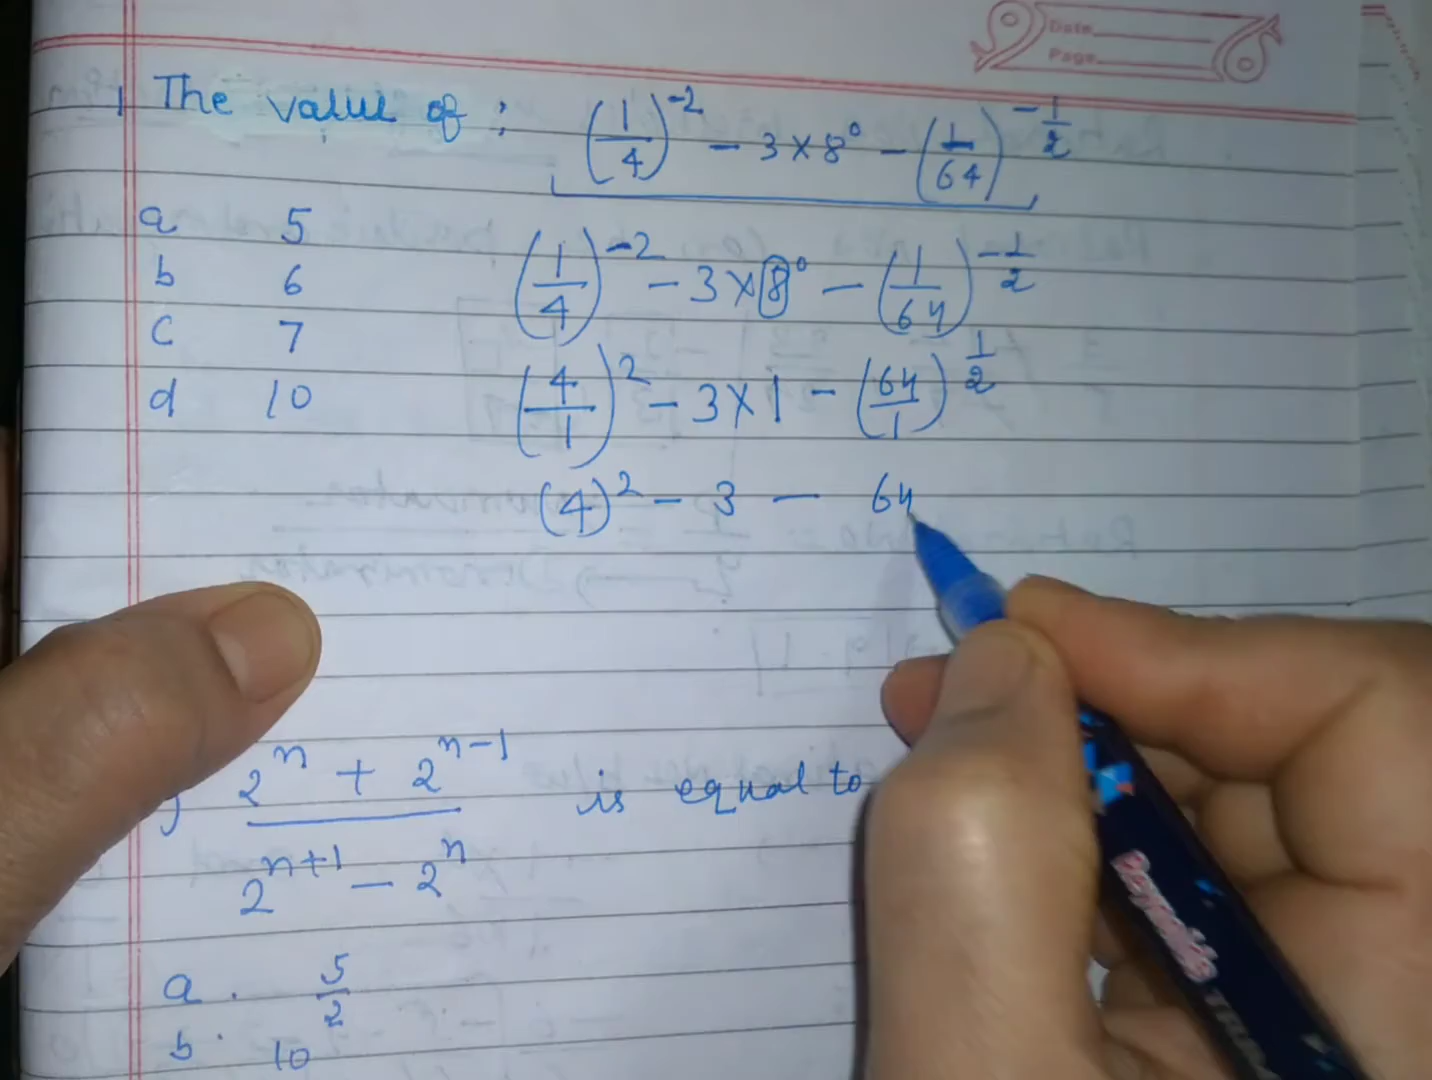 Date
Page
1 The value of : (1/4)^-2 - 3 × 8° - (1/64)^-1/2
a 5
(1/4)^-2 - 3 × 8° - (1/64)^-1/2
b 6
c 7
(4/1)^2 - 3 × 1 - (64/1)^1/2
d 10
(4)^2 - 3 - 64
2^n + 2^n-1 / 2^n+1 - 2^n is equal to
a . 5/2
b . 10